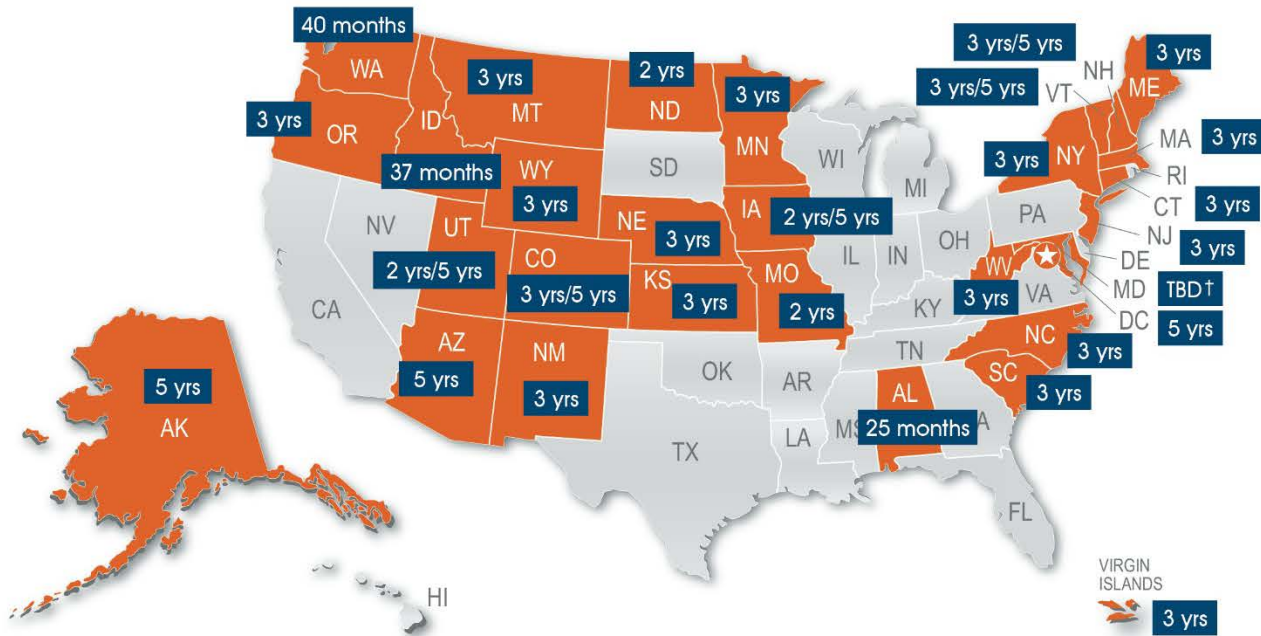 40 months
WA
3 yrs
MT
2 yrs
ND
3 yrs
MN
3 yrs/5 yrs
NH
3 yrs/5 yrs
VT
3 yrs
ME
3 yrs
OR
ID
37 months
WY
3 yrs
SD
WI
MI
3 yrs
NY
MA
3 yrs
RI
CT
3 yrs
NJ
3 yrs
DE
MD
TBD†
DC
5 yrs
NV
UT
2 yrs/5 yrs
CO
3 yrs/5 yrs
NE
3 yrs
IA
2 yrs/5 yrs
IL
IN
OH
PA
WV
3 yrs
VA
CA
KS
3 yrs
MO
2 yrs
KY
TN
NC
3 yrs
AZ
5 yrs
NM
3 yrs
OK
AR
SC
3 yrs
5 yrs
AK
TX
LA
MS
AL
25 months
A
FL
HI
VIRGIN
ISLANDS
3 yrs